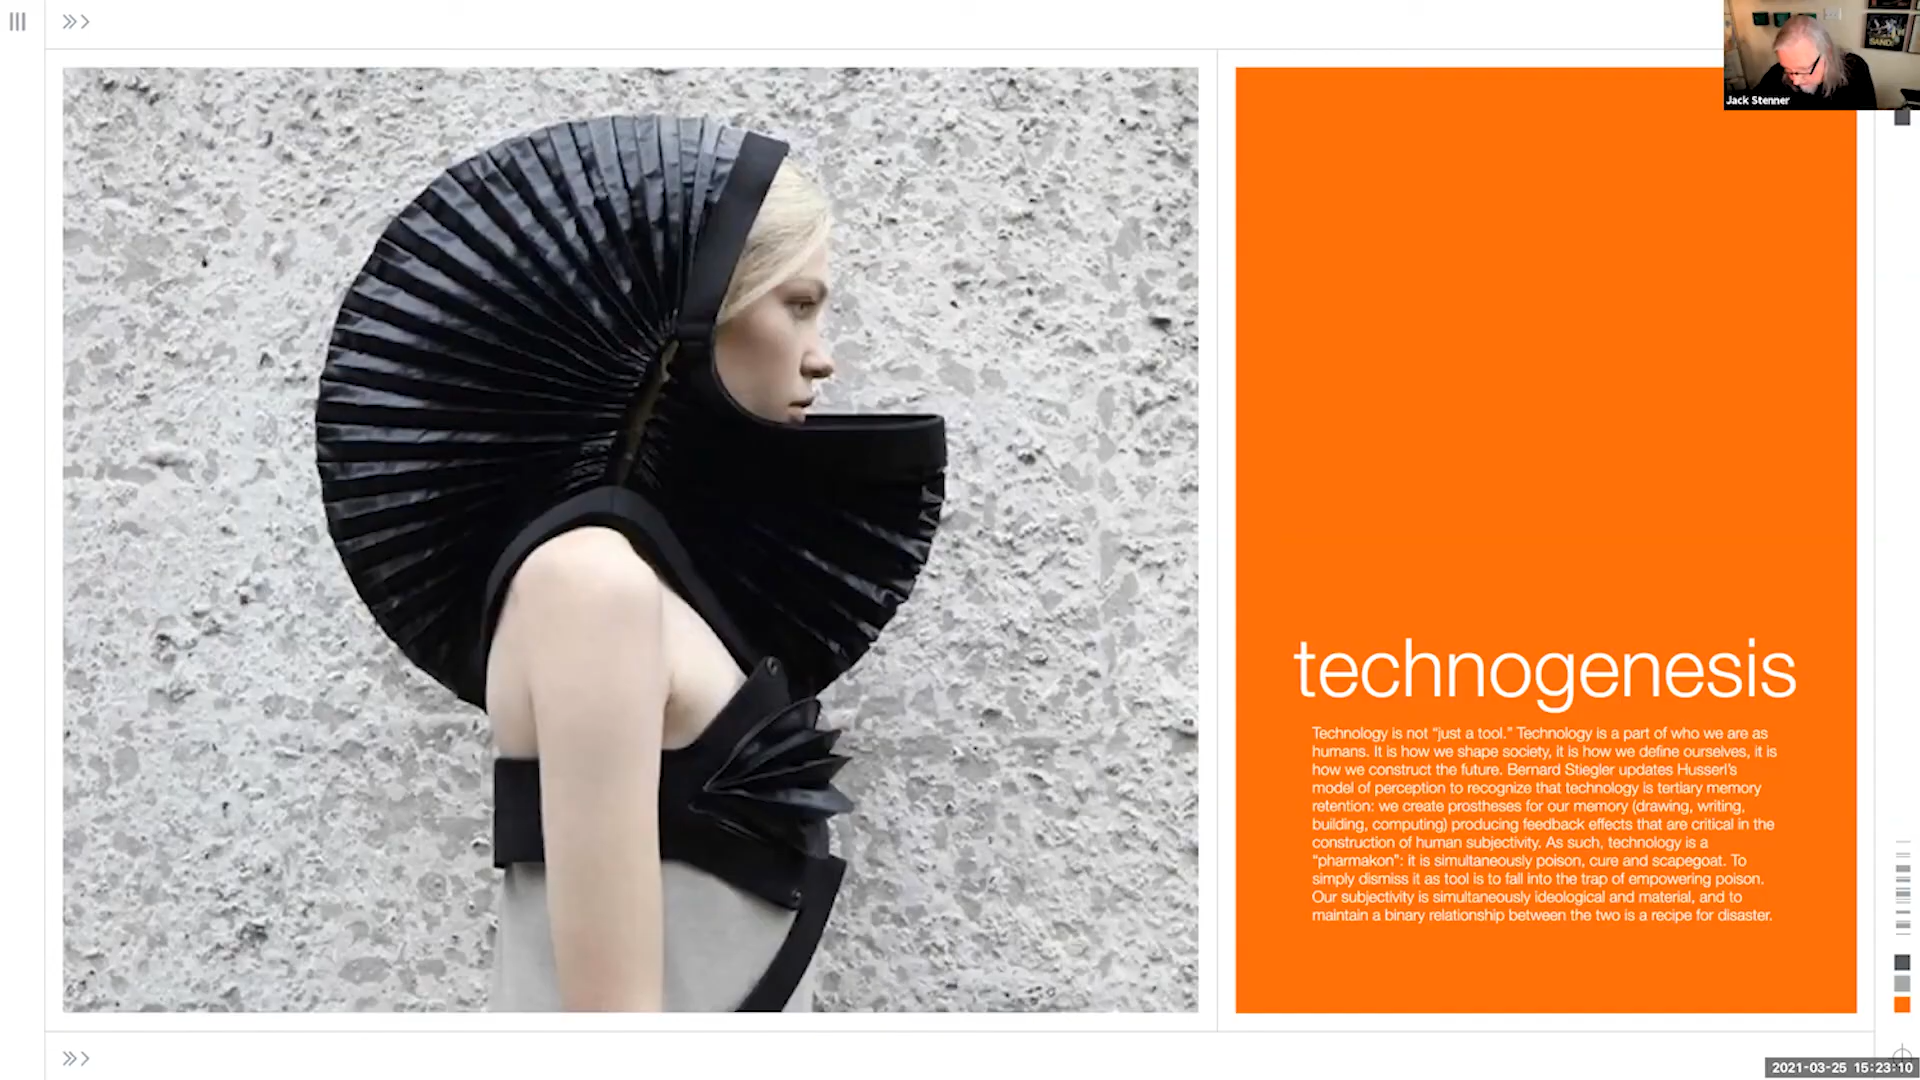 Jack Stenner
technogenesis
Technology is not “just a tool.” Technology is a part of who we are as
humans. It is how we shape society, it is how we define ourselves, it is
how we construct the future. Bernard Stiegler updates Husserl’s
model of perception to recognize that technology is tertiary memory
retention: we create prostheses for our memory (drawing, writing,
building, computing) producing feedback effects that are critical in the
construction of human subjectivity. As such, technology is a
“pharmakon”: it is simultaneously poison, cure and scapegoat. To
simply dismiss it as tool is to fall into the trap of empowering poison.
Our subjectivity is simultaneously ideological and material, and to
maintain a binary relationship between the two is a recipe for disaster.
2021-03-25 15:23:10